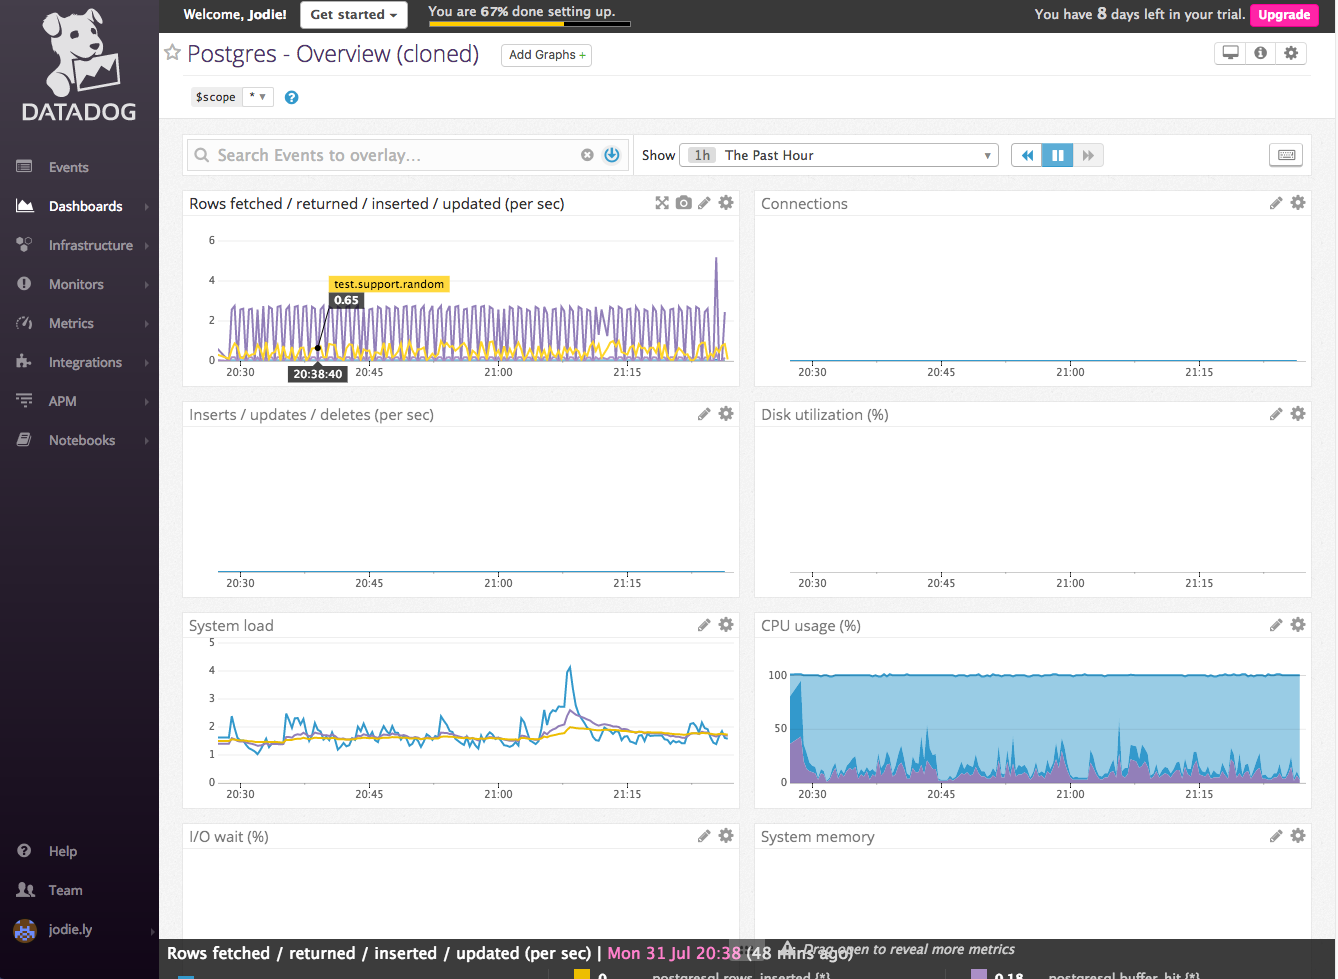 Welcome, Jodie!
Get started
You are 67% done setting up.
You have 8 days left in your trial.
Upgrade
DATADOG
Events
Dashboards
Infrastructure
Monitors
Metrics
Integrations
APM
Notebooks
Help
Team
jodie.ly
Postgres - Overview (cloned)
Add Graphs +
$scope
*
?
Search Events to overlay...
Show
1h
The Past Hour
Rows fetched / returned / inserted / updated (per sec)
6
4
2
0
test.support.random
0.65
20:38:40
20:30
20:45
21:00
21:15
Connections
20:30
20:45
21:00
21:15
Inserts / updates / deletes (per sec)
20:30
20:45
21:00
21:15
Disk utilization (%)
20:30
20:45
21:00
21:15
System load
5
4
3
2
1
0
20:30
20:45
21:00
21:15
CPU usage (%)
100
50
0
20:30
20:45
21:00
21:15
I/O wait (%)
System memory
Rows fetched / returned / inserted / updated (per sec) | Mon 31 Jul 20:38 (48 mins ago)
Drag open to reveal more metrics
0
postgresql.rows_inserted {*}
0.18
postgresql.buffer_hit {*}